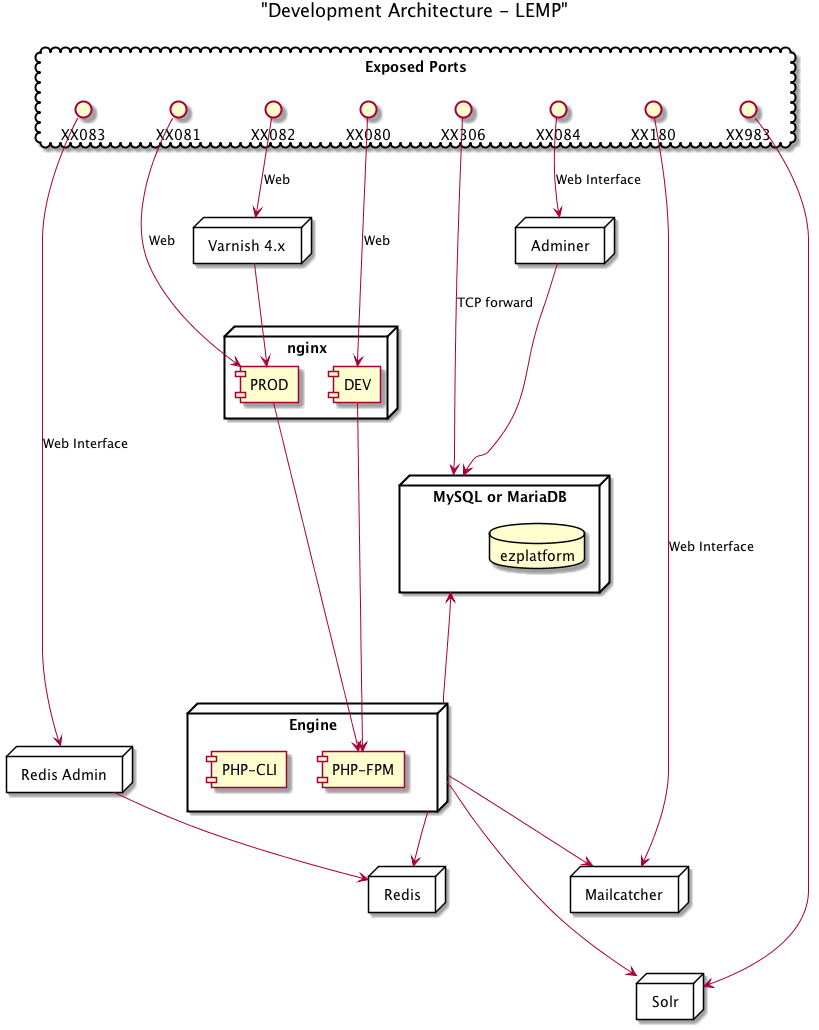 "Development Architecture - LEMP"
Exposed Ports
XX083
XX081
XX082
XX080
XX306
XX084
XX180
XX983
Web
Web Interface
Varnish 4.x
Adminer
Web
Web
TCP forward
nginx
PROD
DEV
Web Interface
MySQL or MariaDB
ezplatform
Web Interface
Engine
PHP-CLI
PHP-FPM
Redis Admin
Redis
Mailcatcher
Solr